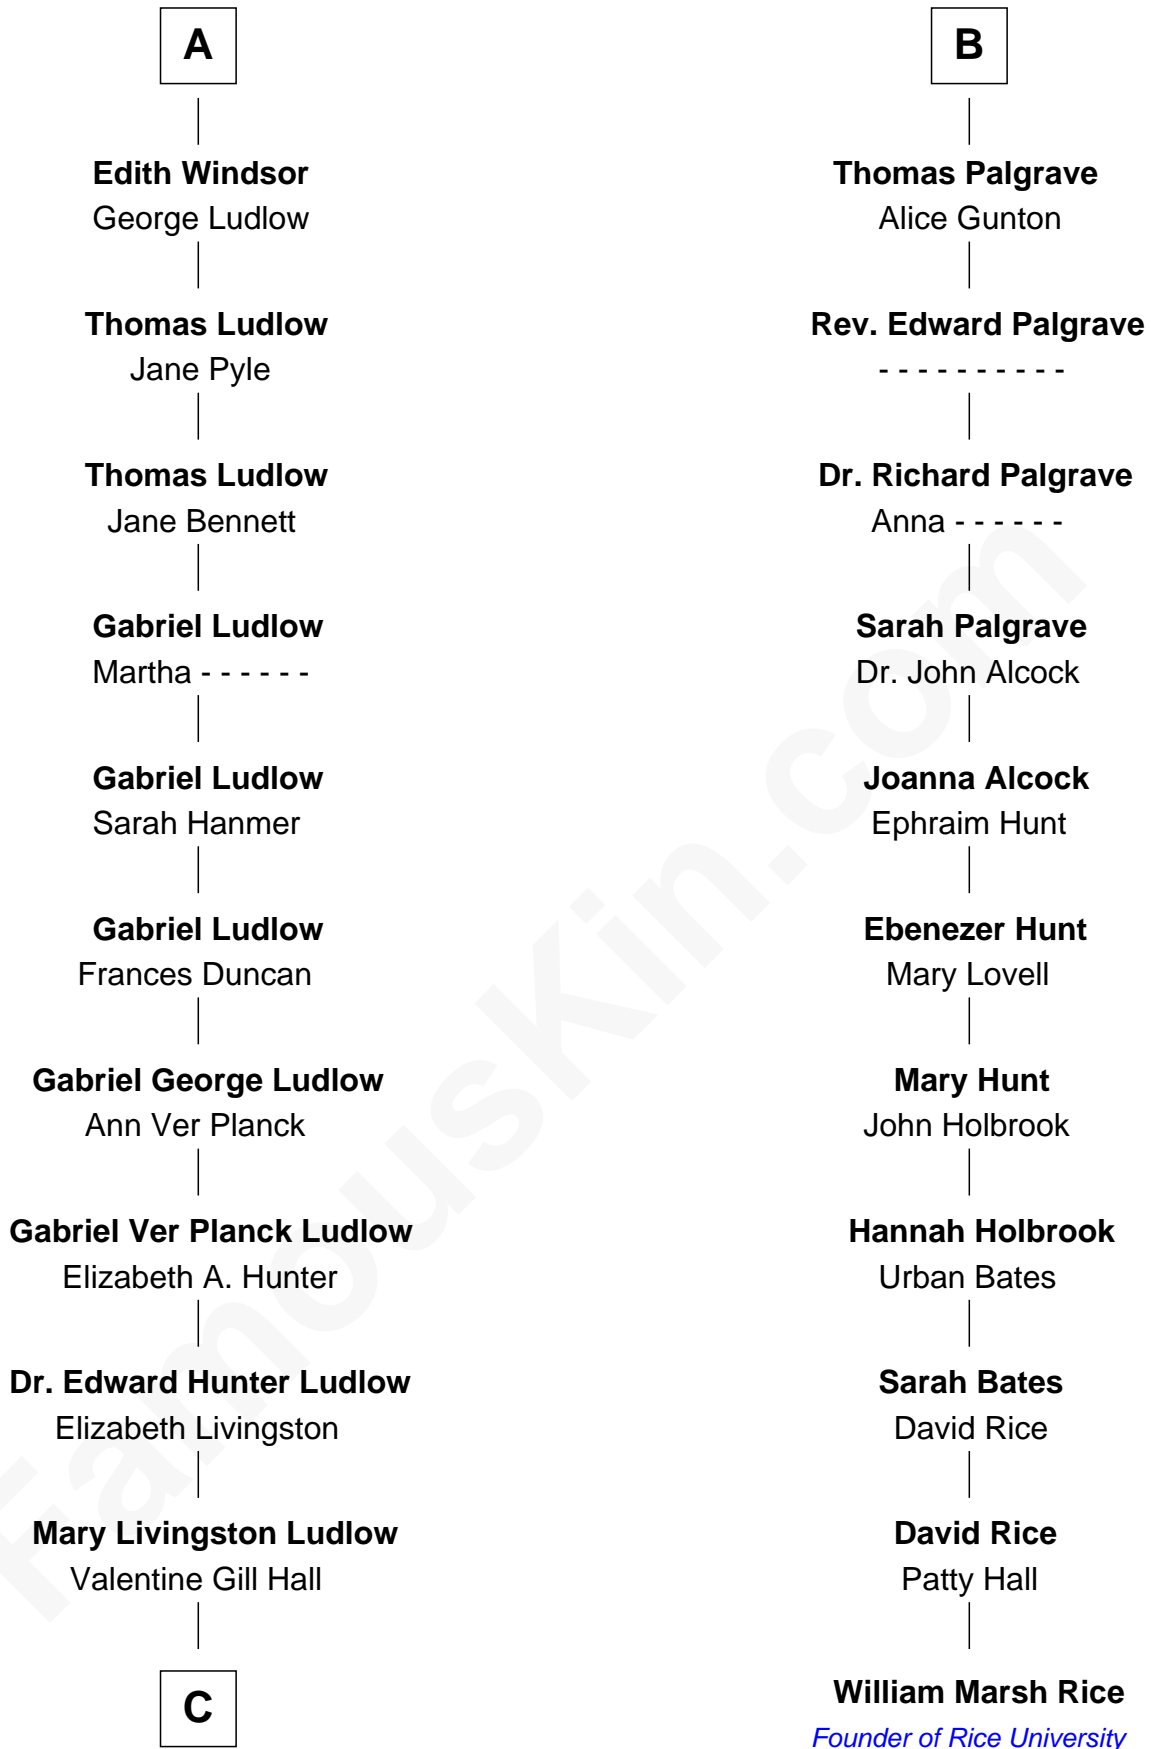 A
Edith Windsor
George Ludlow
Thomas Ludlow
Jane Pyle
Thomas Ludlow
Jane Bennett
Gabriel Ludlow
Martha - - - - - -
Gabriel Ludlow
Sarah Hanmer
Gabriel Ludlow
Frances Duncan
Gabriel George Ludlow
Ann Ver Planck
Gabriel Ver Planck Ludlow
Elizabeth A. Hunter
Dr. Edward Hunter Ludlow
Elizabeth Livingston
Mary Livingston Ludlow
Valentine Gill Hall
C
B
Thomas Palgrave
Alice Gunton
Rev. Edward Palgrave
- - - - - - - - - -
Dr. Richard Palgrave
Anna - - - - - -
Sarah Palgrave
Dr. John Alcock
Joanna Alcock
Ephraim Hunt
Ebenezer Hunt
Mary Lovell
Mary Hunt
John Holbrook
Hannah Holbrook
Urban Bates
Sarah Bates
David Rice
David Rice
Patty Hall
William Marsh Rice
Founder of Rice University
FamousKin.com